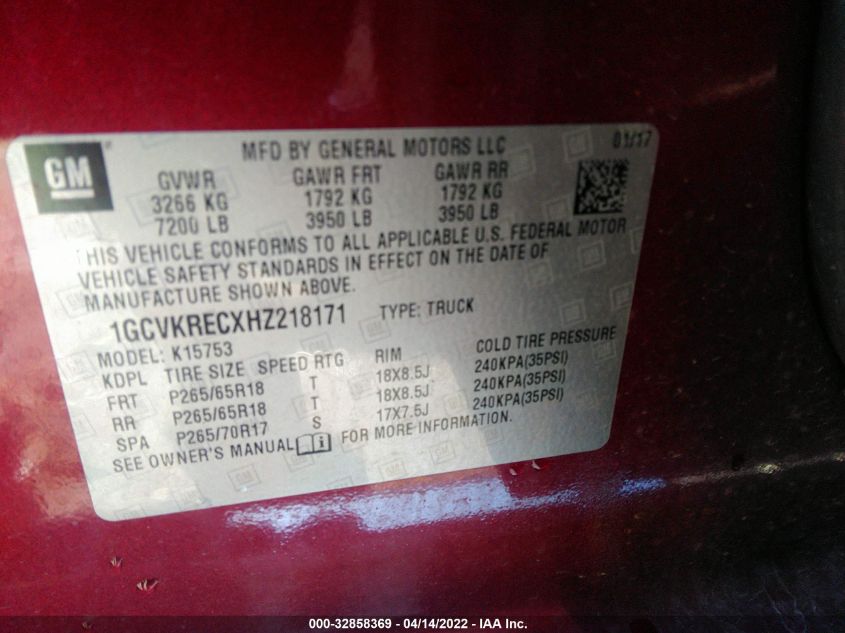 GM
MFD BY GENERAL MOTORS LLC
01/17
GVWR GAWR FRT GAWR RR
3266 KG 1792 KG 1792 KG
7200 LB 3950 LB 3950 LB
THIS VEHICLE CONFORMS TO ALL APPLICABLE U.S. FEDERAL MOTOR
VEHICLE SAFETY STANDARDS IN EFFECT ON THE DATE OF
MANUFACTURE SHOWN ABOVE.
1GCVKRECXHZ218171 TYPE: TRUCK
MODEL: K15753
KDPL TIRE SIZE SPEED RTG RIM COLD TIRE PRESSURE
FRT P265/65R18 T 18X8.5J 240KPA(35PSI)
RR P265/65R18 T 18X8.5J 240KPA(35PSI)
SPA P265/70R17 S 17X7.5J 240KPA(35PSI)
SEE OWNER'S MANUAL i FOR MORE INFORMATION.
000-32858369 - 04/14/2022 - IAA Inc.